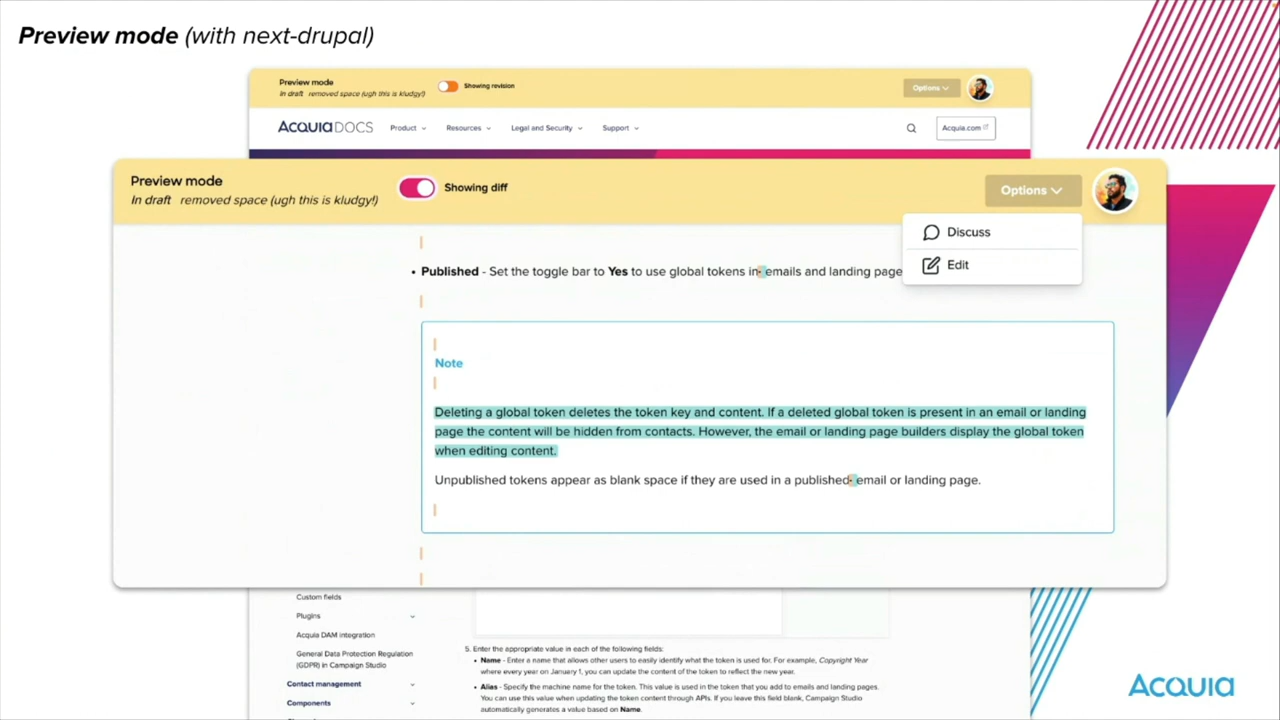 Preview mode (with next-drupal)
Preview mode
In draft removed space (ugh this is kludgy!)
Showing revision
Options
ACQUIA DOCS
Product
Resources
Legal and Security
Support
Acquia.com
Preview mode
In draft removed space (ugh this is kludgy!)
Showing diff
Options
Discuss
Edit
• Published - Set the toggle bar to Yes to use global tokens in emails and landing page
Note
Deleting a global token deletes the token key and content. If a deleted global token is present in an email or landing
page the content will be hidden from contacts. However, the email or landing page builders display the global token
when editing content.
Unpublished tokens appear as blank space if they are used in a published email or landing page.
Custom fields
Plugins
Acquia DAM integration
General Data Protection Regulation
(GDPR) in Campaign Studio
Contact management
Components
5. Enter the appropriate value in each of the following fields:
• Name - Enter a name that allows other users to easily identify what the token is used for. For example, Copyright Year
where every year on January 1, you can update the content of the token to reflect the new year.
• Alias - Specify the machine name for the token. This value is used in the token that you add to emails and landing pages.
You can use this value when updating the token content through APIs. If you leave this field blank, Campaign Studio
automatically generates a value based on Name.
ACQUIA